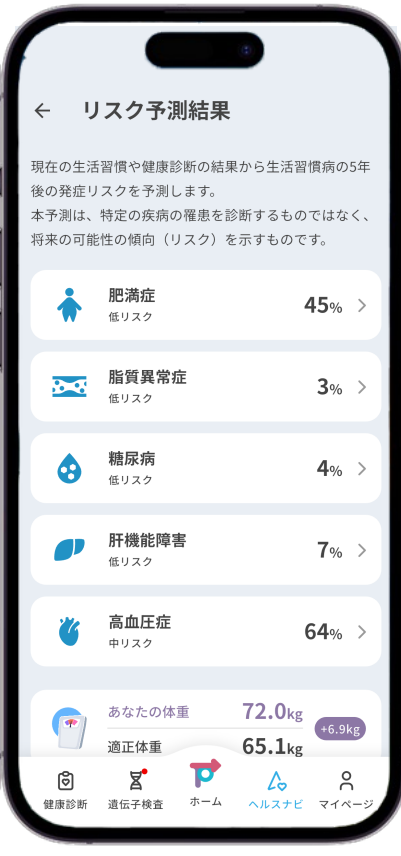 リスク予測結果
現在の生活習慣や健康診断の結果から生活習慣病の5年
後の発症リスクを予測します。
本予測は、特定の疾病の罹患を診断するものではなく、
将来の可能性の傾向（リスク）を示すものです。
肥満症
低リスク
45%
脂質異常症
低リスク
3%
糖尿病
低リスク
4%
肝機能障害
低リスク
7%
高血圧症
中リスク
64%
あなたの体重 72.0kg
+6.9kg
適正体重 65.1kg
健康診断 遺伝子検査 ホーム ヘルスナビ マイページ